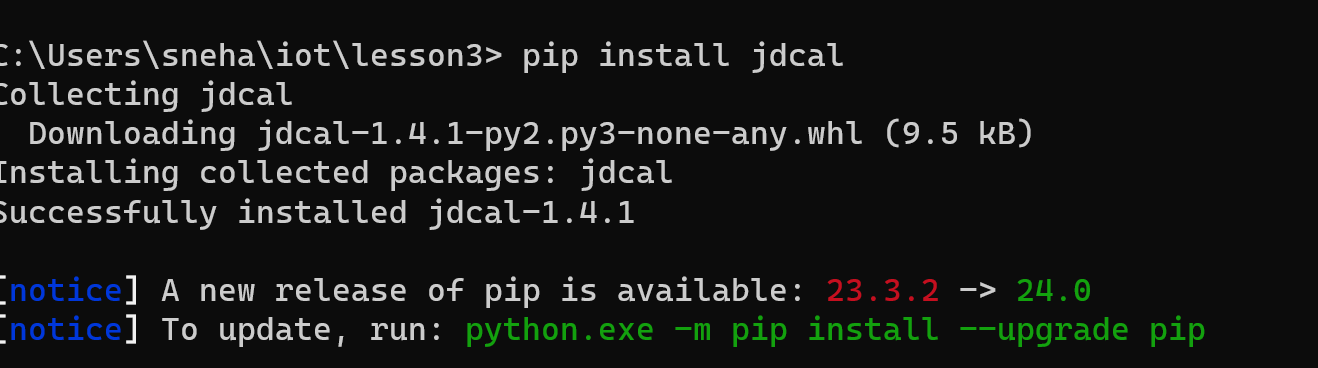 C:\Users\sneha\iot\lesson3> pip install jdcal
Collecting jdcal
  Downloading jdcal-1.4.1-py2.py3-none-any.whl (9.5 kB)
Installing collected packages: jdcal
Successfully installed jdcal-1.4.1

[notice] A new release of pip is available: 23.3.2 -> 24.0
[notice] To update, run: python.exe -m pip install --upgrade pip